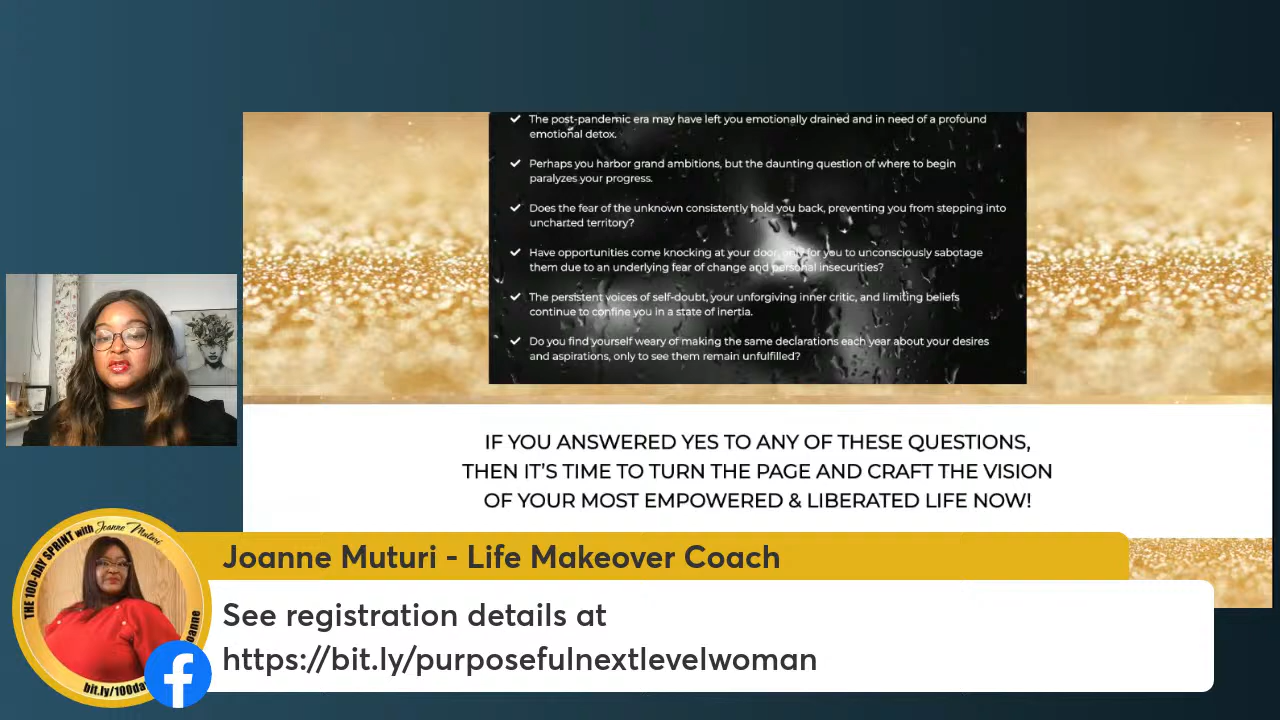 The post-pandemic era may have left you emotionally drained and in need of a profound
emotional detox.
Perhaps you harbor grand ambitions, but the daunting question of where to begin
paralyzes your progress.
Does the fear of the unknown consistently hold you back, preventing you from stepping into
uncharted territory?
Have opportunities come knocking at your door, only for you to unconsciously sabotage
them due to an underlying fear of change and personal insecurities?
The persistent voices of self-doubt, your unforgiving inner critic, and limiting beliefs
continue to confine you in a state of inertia.
Do you find yourself weary of making the same declarations each year about your desires
and aspirations, only to see them remain unfulfilled?
IF YOU ANSWERED YES TO ANY OF THESE QUESTIONS,
THEN IT'S TIME TO TURN THE PAGE AND CRAFT THE VISION
OF YOUR MOST EMPOWERED & LIBERATED LIFE NOW!
THE 100-DAY SPRINT with Joanne Muturi
Joanne Muturi - Life Makeover Coach
See registration details at
https://bit.ly/purposefulnextlevelwoman
bit.ly/100da
oanne